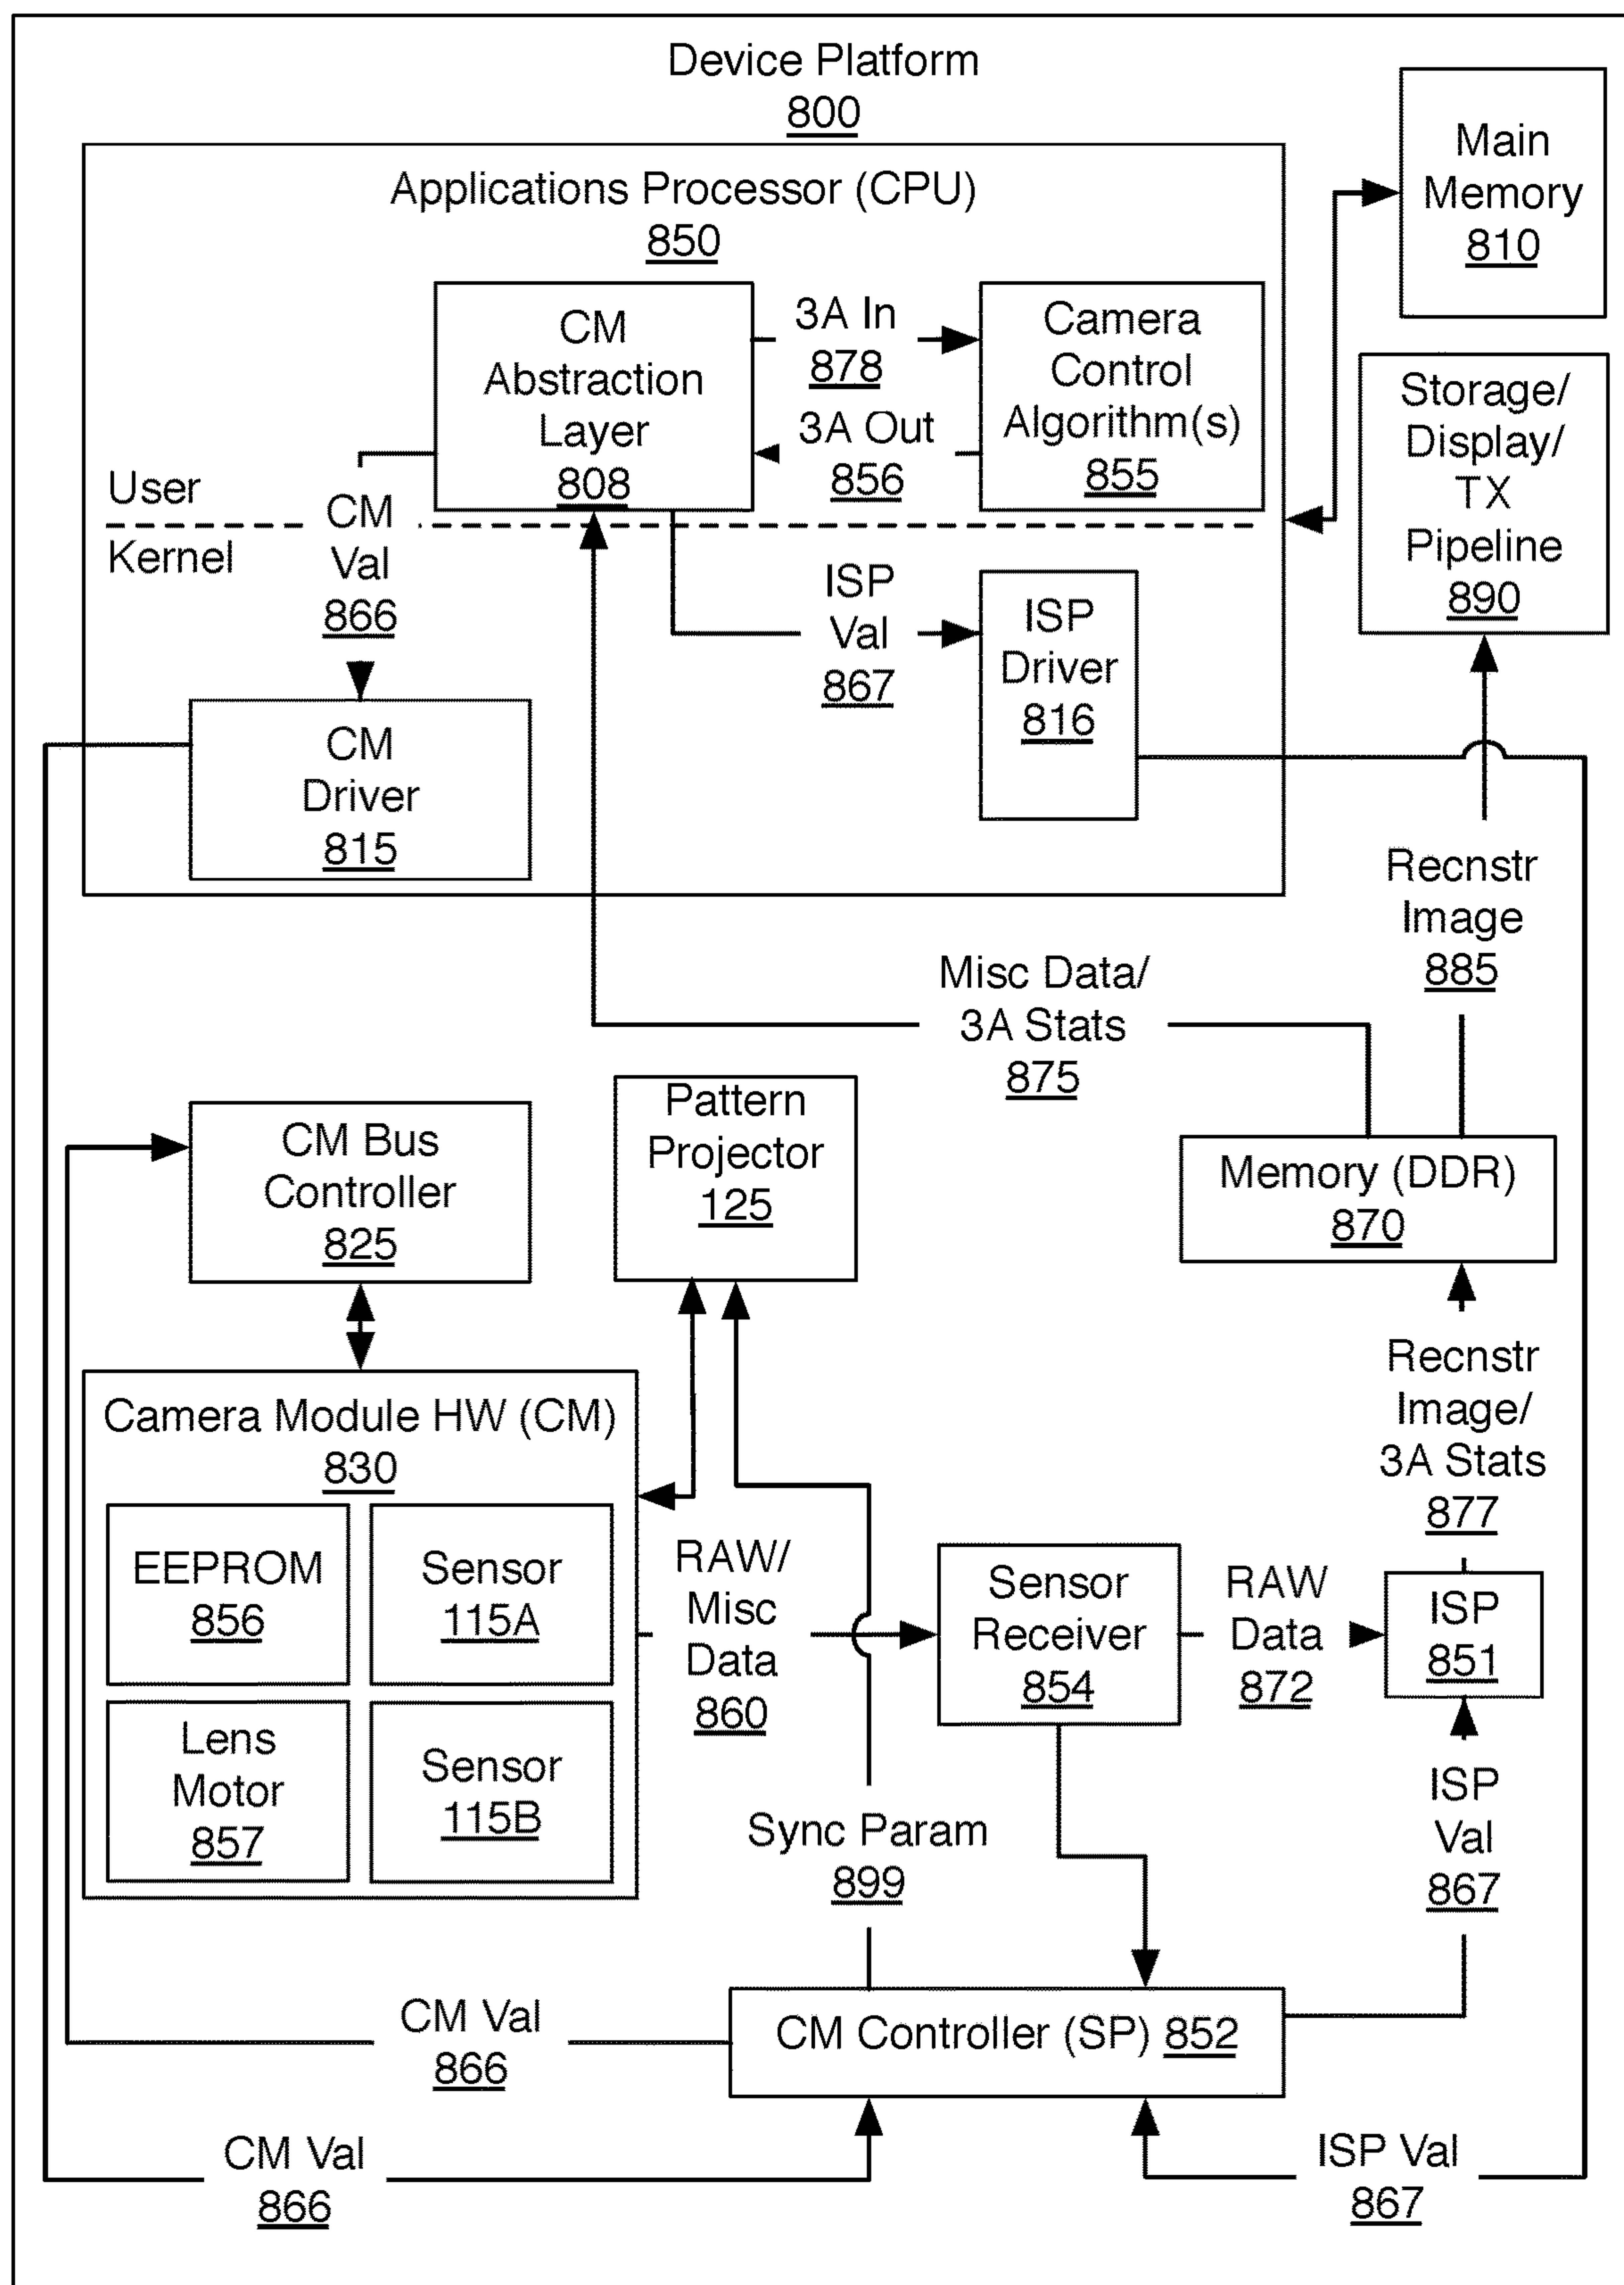 Device Platform
800
Applications Processor (CPU)
850
Main
Memory
810
CM
Abstraction
Layer
808
3A In
878
3A Out
856
Camera
Control
Algorithm(s)
855
Storage/
Display/
TX
Pipeline
890
User
Kernel
CM
Val
866
ISP
Val
867
ISP
Driver
816
CM
Driver
815
Recnstr
Image
885
Misc Data/
3A Stats
875
CM Bus
Controller
825
Pattern
Projector
125
Memory (DDR)
870
Recnstr
Image/
3A Stats
877
Camera Module HW (CM)
830
EEPROM
856
Sensor
115A
Lens
Motor
857
Sensor
115B
RAW/
Misc
Data
860
Sensor
Receiver
854
RAW
Data
872
ISP
851
ISP
Val
867
Sync Param
899
CM Val
866
CM Controller (SP) 852
CM Val
866
ISP Val
867